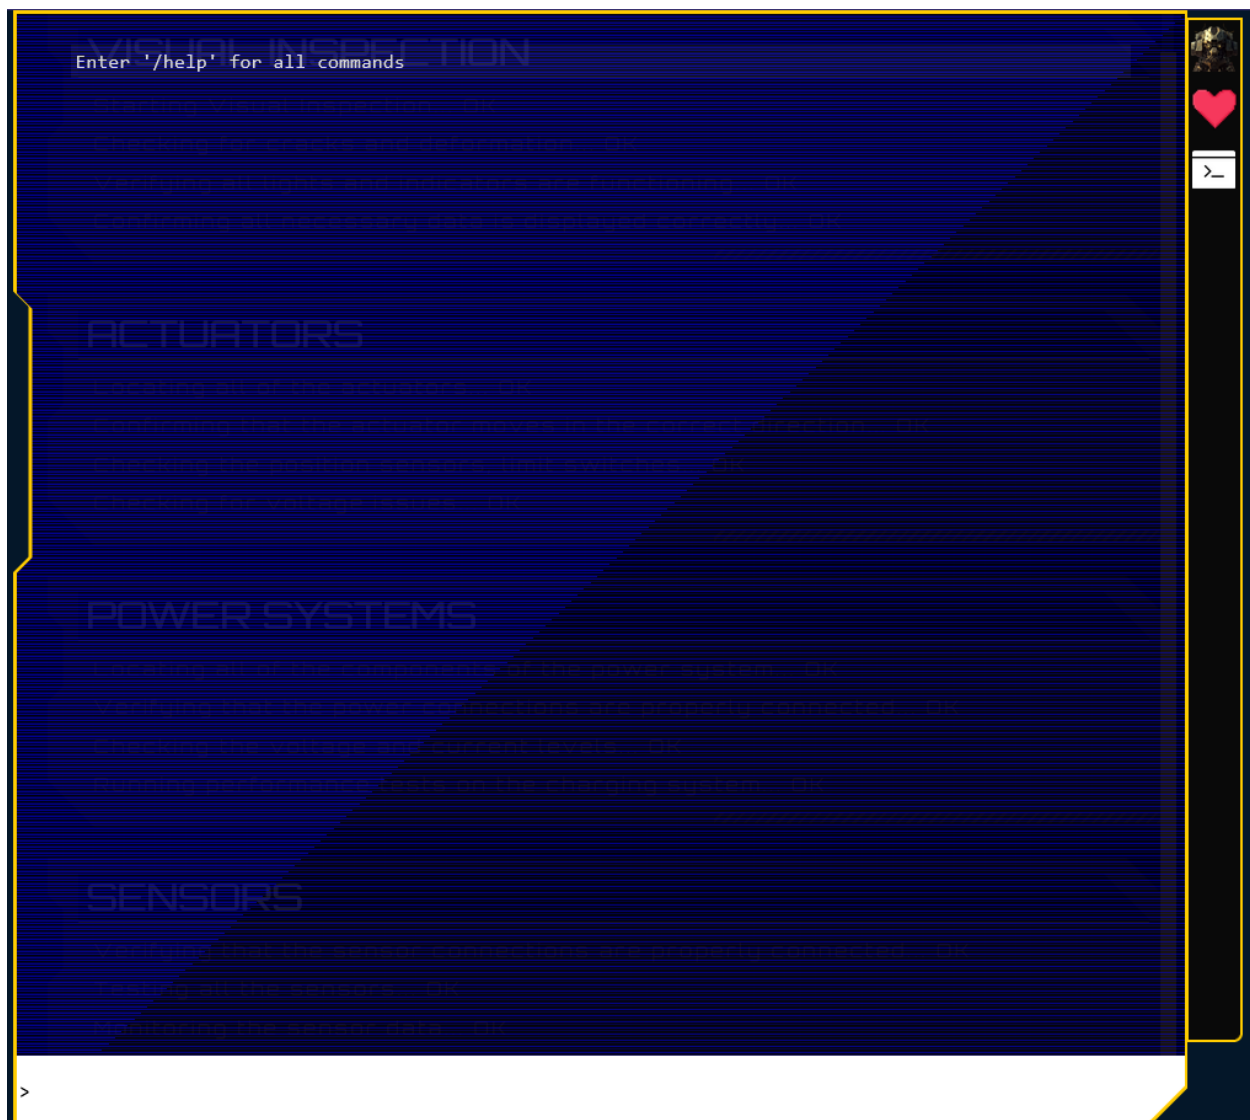 VISUAL INSPECTION
Enter '/help' for all commands
Starting Visual Inspection... OK
Checking for cracks and deformation... OK
Verifying all lights and indicators are functioning... OK
Confirming all necessary data is displayed correctly... OK
ACTUATORS
Locating all of the actuators... OK
Confirming that the actuator moves in the correct direction... OK
Checking the position sensors, limit switches... OK
Checking for voltage issues... OK
POWER SYSTEMS
Locating all of the components of the power system... OK
Verifying that the power connections are properly connected... OK
Checking the voltage and current levels... OK
Running performance tests on the charging system... OK
SENSORS
Verifying that the sensor connections are properly connected... OK
Testing all the sensors... OK
Monitoring the sensor data... OK
>_
>